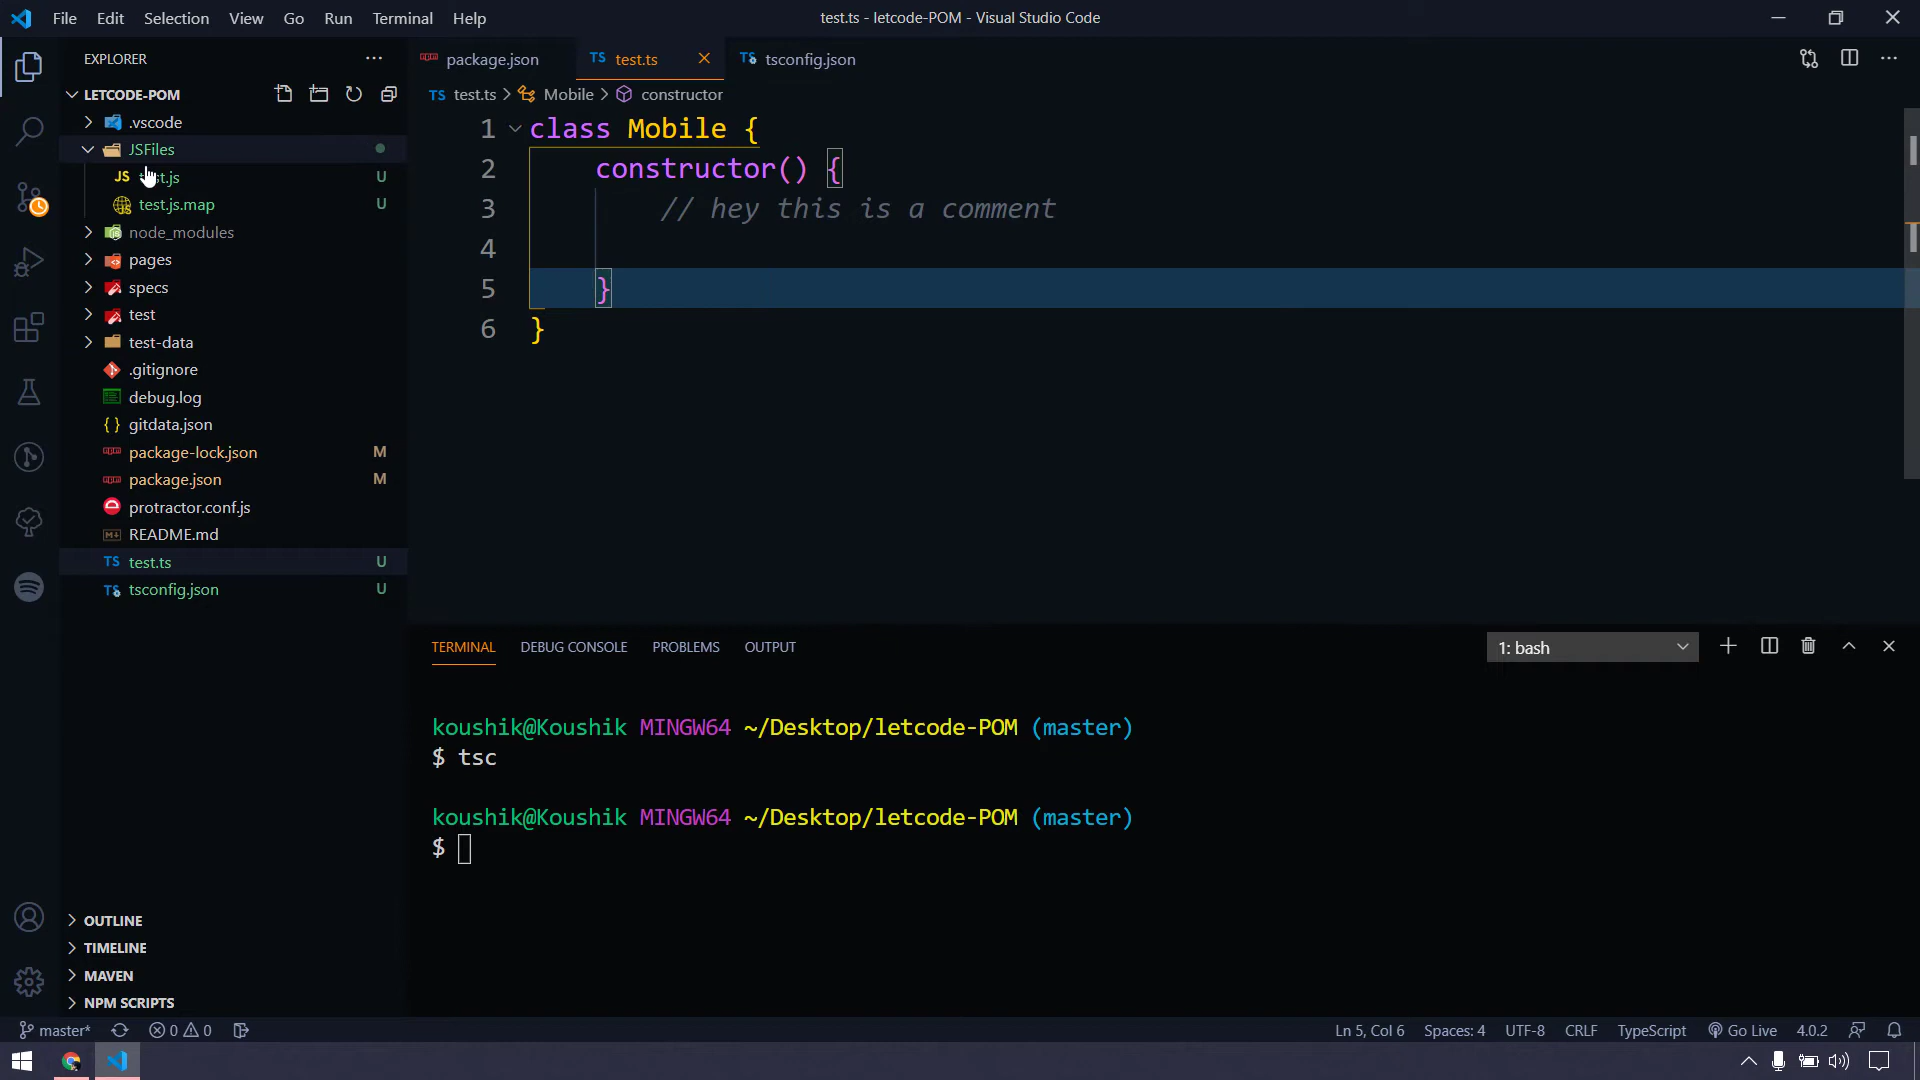 File Edit Selection View Go Run Terminal Help
test.ts - letcode-POM - Visual Studio Code
EXPLORER
LETCODE-POM
.vscode
JSFiles
JS st.js U
test.js.map U
node_modules
pages
specs
test
test-data
.gitignore
debug.log
{ } gitdata.json
package-lock.json M
package.json M
protractor.conf.js
README.md
TS test.ts U
TS tsconfig.json U
OUTLINE
TIMELINE
MAVEN
NPM SCRIPTS
package.json TS test.ts TS tsconfig.json
TS test.ts > Mobile > constructor
1 class Mobile {
2 constructor() {
3 // hey this is a comment
4
5 }
6 }
TERMINAL DEBUG CONSOLE PROBLEMS OUTPUT
1: bash
koushik@Koushik MINGW64 ~/Desktop/letcode-POM (master)
$ tsc
koushik@Koushik MINGW64 ~/Desktop/letcode-POM (master)
$
master* 0 0
Ln 5, Col 6 Spaces: 4 UTF-8 CRLF TypeScript Go Live 4.0.2